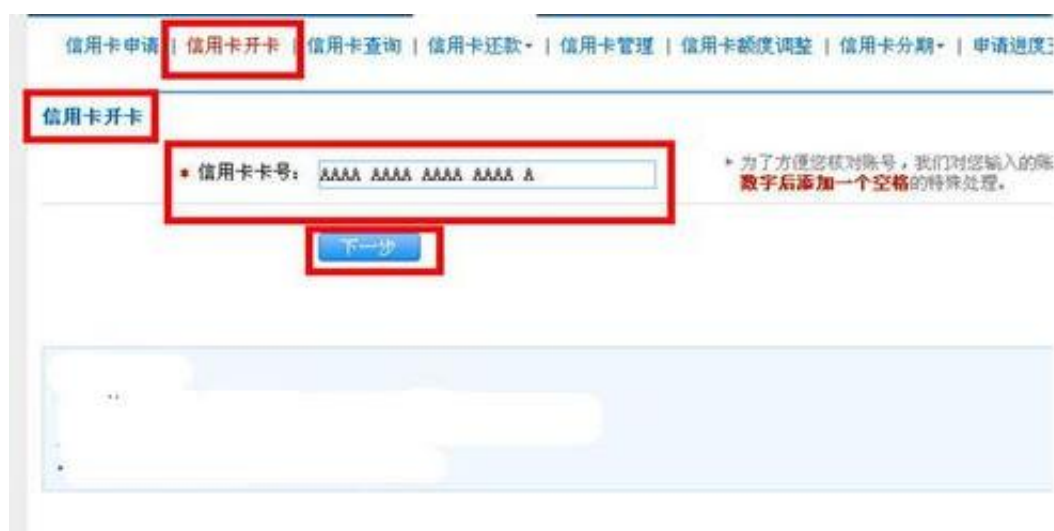 信用卡申请 | 信用卡开卡 | 信用卡查询 | 信用卡还款 | 信用卡管理 | 信用卡额度调整 | 信用卡分期 | 申请进度
信用卡开卡
信用卡卡号： AAAA AAAA AAAA AAAA A
为了方便您核对账号，我们对您输入的账
数字后添加一个空格的特殊处理。
下一步